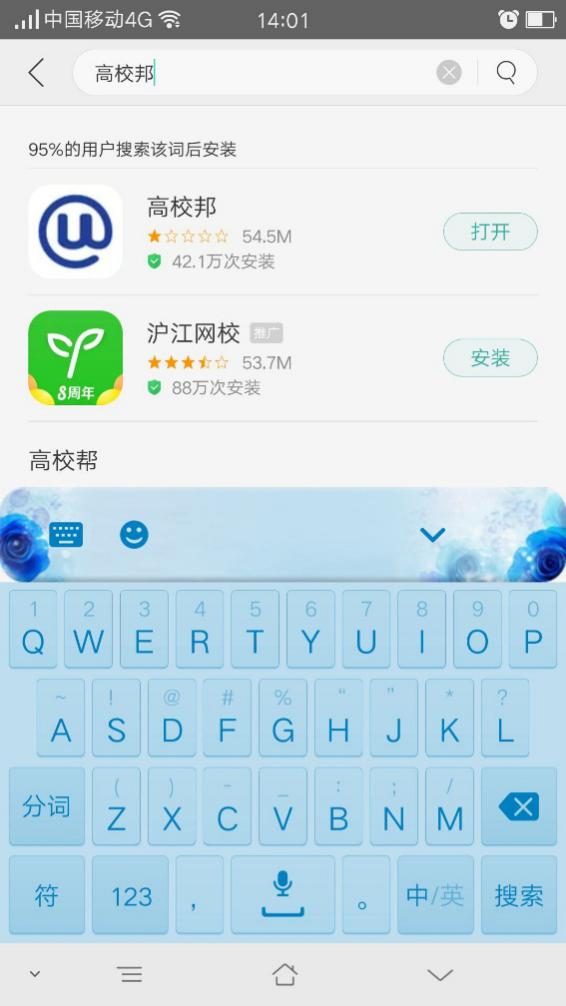 中国移动4G
14:01
高校邦
95%的用户搜索该词后安装
高校邦
54.5M
42.1万次安装
打开
沪江网校 推广
53.7M
88万次安装
安装
8周年
高校帮
1 2 3 4 5 6 7 8 9 0
Q W E R T Y U I O P
~ ! @ # % “ ” * ?
A S D F G H J K L
( ) - _ : ; /
分词 Z X C V B N M
符 123 , 。 中/英 搜索